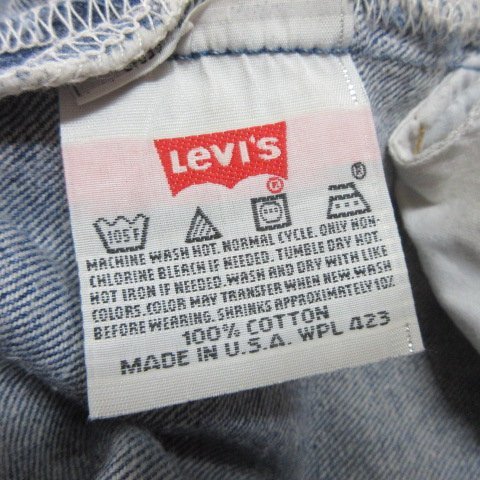 LEVI'S
®
®
105F
MACHINE WASH HOT. NORMAL CYCLE. ONLY NON-
CHLORINE BLEACH IF NEEDED. TUMBLE DRY HOT.
HOT IRON IF NEEDED. WASH AND DRY WITH LIKE
COLORS. COLOR MAY TRANSFER WHEN NEW. WASH
BEFORE WEARING. SHRINKS APPROXIMATELY 10%
100% COTTON
MADE IN U.S.A. WPL 423